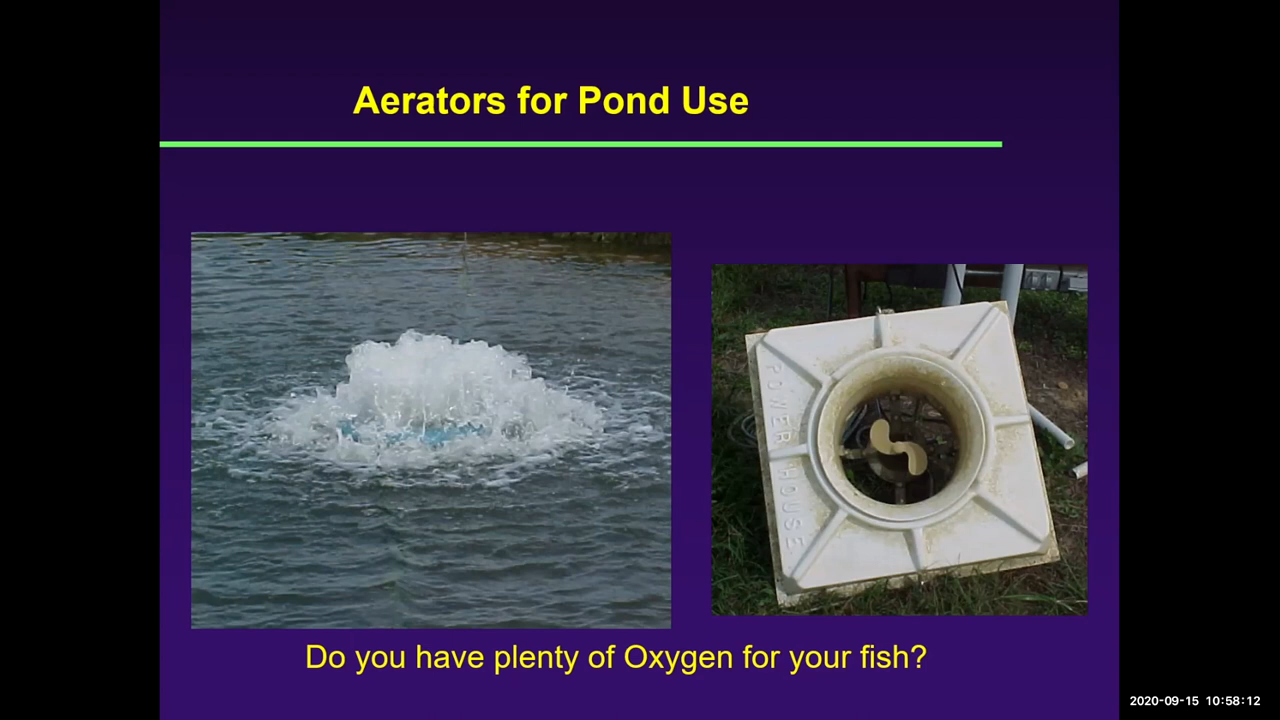 Aerators for Pond Use
POWER HOUSE
Do you have plenty of Oxygen for your fish?
2020-09-15 10:58:12